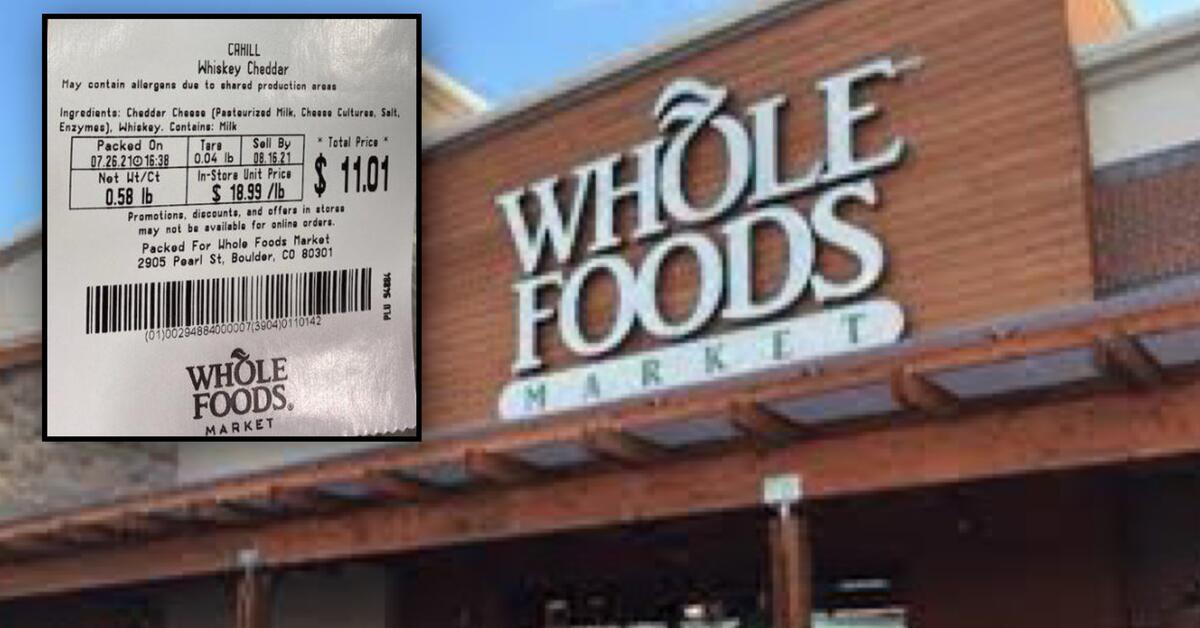 CAHILL
Whiskey Cheddar
May contain allergens due to shared production areas
Ingredients: Cheddar Cheese (Pasteurized Milk, Cheese Cultures, Salt,
Enzymes), Whiskey. Contains: Milk
Packed On Tare Sell By * Total Price *
07.26.21@16:38 0.04 lb 08.16.21 $ 11.01
Net Wt/Ct In-Store Unit Price
0.58 lb $ 18.99 /lb
Promotions, discounts, and offers in stores
may not be available for online orders.
Packed For Whole Foods Market
2905 Pearl St, Boulder, CO 80301
PLU 94884
(01)00294884000007(3904)0110142
WHOLE
FOODS®
MARKET
WHOLE
FOODS
MARKET